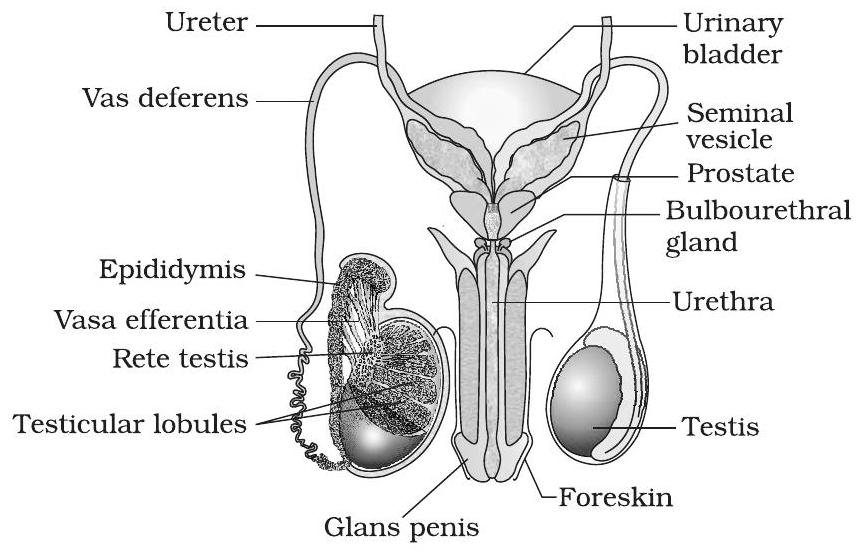 Ureter
Urinary
bladder
Vas deferens
Seminal
vesicle
Prostate
Bulbourethral
gland
Epididymis
Vasa efferentia
Urethra
Rete testis
Testicular lobules
Testis
Foreskin
Glans penis